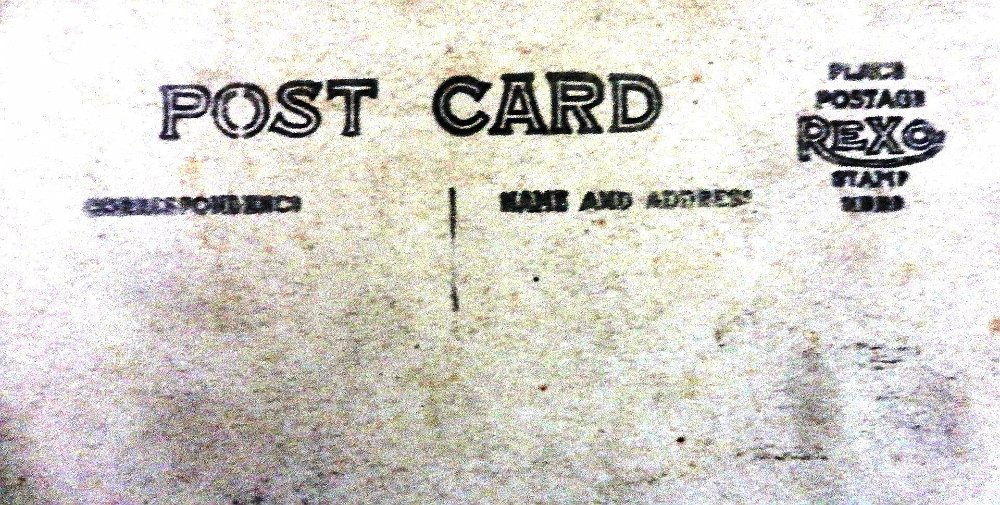 POST CARD
PLACE
POSTAGE
REXO
STAMP
HERE
CORRESPONDENCE
NAME AND ADDRESS